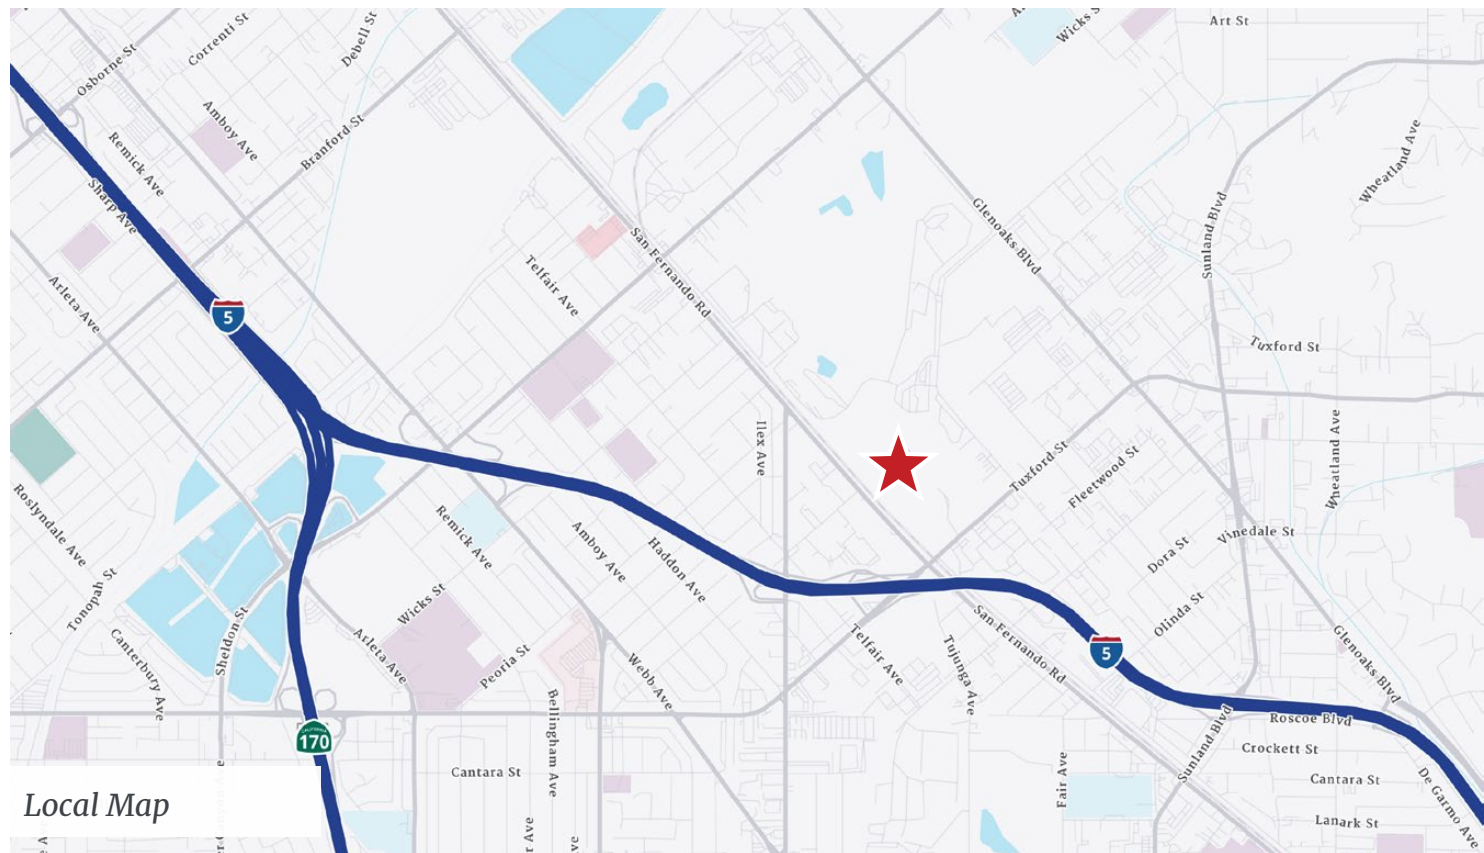 Art St
Wicks S
Correnti St
Debell St
Osborne St
Amboy Ave
Branford St
Remick Ave
Wheatland Ave
Sharp Ave
Glenoaks Blvd
Sunland Blvd
San Fernando Rd
Telfair Ave
Arleta Ave
5
Tuxford St
Ilex Ave
Tuxford St
Fleetwood St
Wheatland Ave
Roslyndale Ave
Remick Ave
Amboy Ave
Haddon Ave
Vinedale St
Dora St
Tonopah St
Wicks St
Olinda St
Canterbury Ave
Sheldon St
Arleta Ave
Peoria St
Webb Ave
Telfair Ave
Tujunga Ave
San Fernando Rd
5
Glenoaks Blvd
Bellingham Ave
CALIFORNIA
170
Roscoe Blvd
Sunland Blvd
Crockett St
Cantara St
Fair Ave
Cantara St
De Garmo Ave
Lanark St
Local Map
r Ave